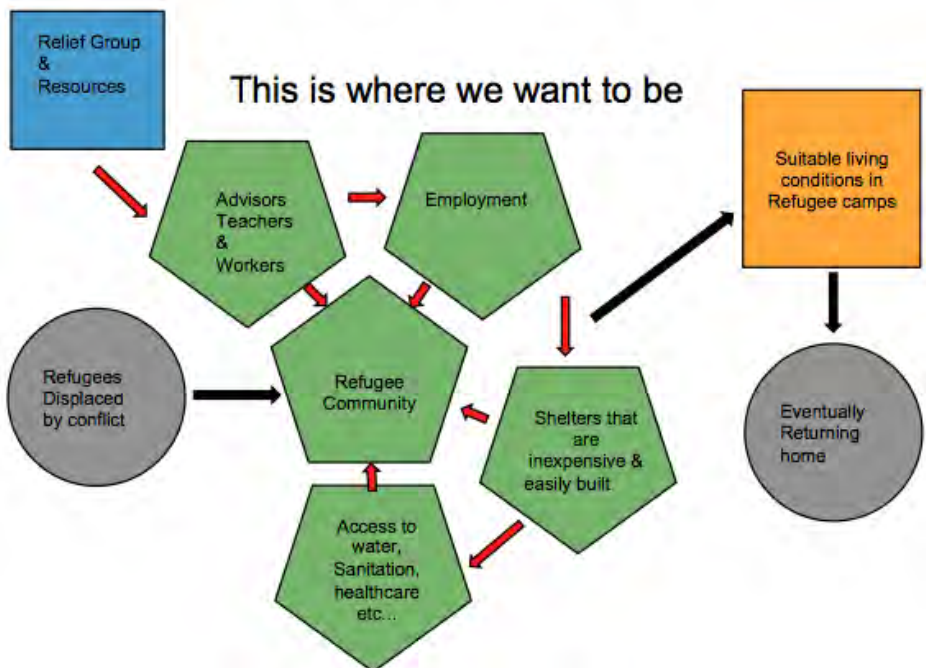 Relief Group
&
Resources
This is where we want to be
Advisors
Teachers
&
Workers
Employment
Suitable living
conditions in
Refugee camps
Refugees
Displaced
by conflict
Refugee
Community
Shelters that
are
inexpensive &
easily built
Eventually
Returning
home
Access to
water,
Sanitation,
healthcare
etc...